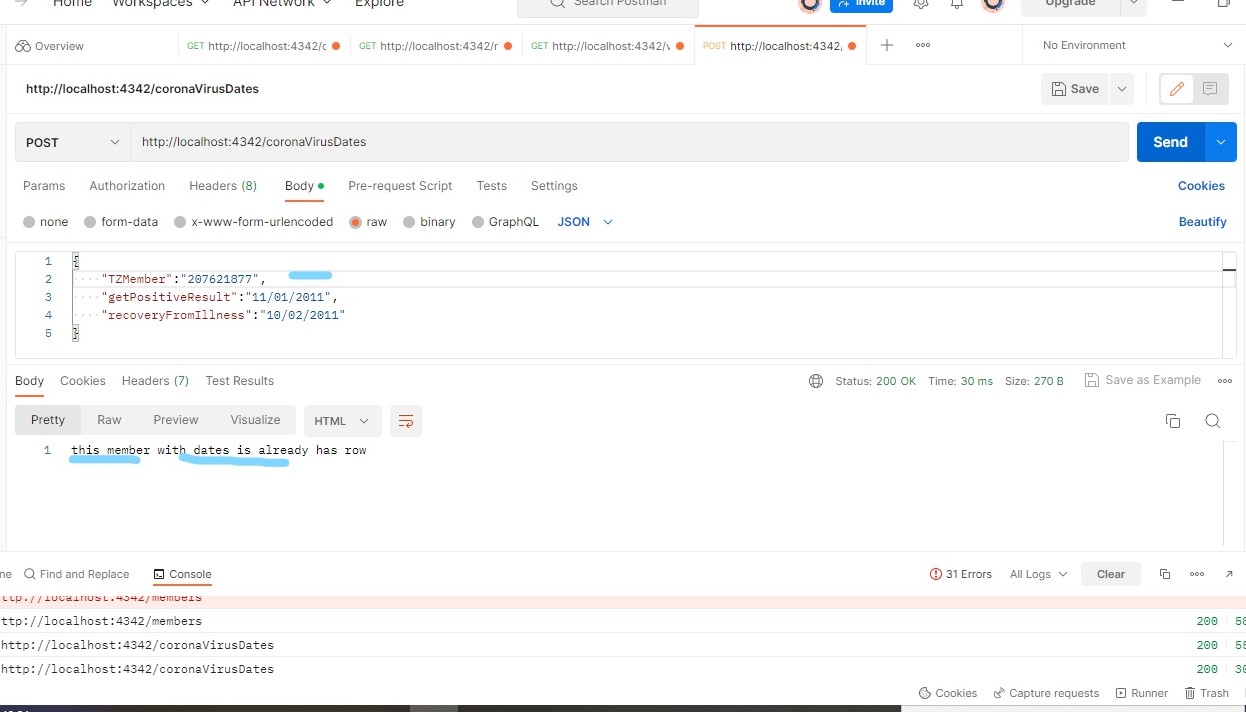 Home Workspaces API Network Explore Search Postman Invite Upgrade
Overview GET http://localhost:4342/c GET http://localhost:4342/r GET http://localhost:4342/v POST http://localhost:4342, No Environment
http://localhost:4342/coronaVirusDates Save
POST http://localhost:4342/coronaVirusDates Send
Params Authorization Headers (8) Body Pre-request Script Tests Settings Cookies
none form-data x-www-form-urlencoded raw binary GraphQL JSON Beautify
1 {
2 ····"TZMember":"207621877",
3 ····"getPositiveResult":"11/01/2011",
4 ····"recoveryFromIllness":"10/02/2011"
5 }
Body Cookies Headers (7) Test Results Status: 200 OK Time: 30 ms Size: 270 B Save as Example
Pretty Raw Preview Visualize HTML
1 this member with dates is already has row
ne Find and Replace Console 31 Errors All Logs Clear
ttp://localhost:4342/members
ttp://localhost:4342/members 200 58
http://localhost:4342/coronaVirusDates 200 55
http://localhost:4342/coronaVirusDates 200 30
Cookies Capture requests Runner Trash